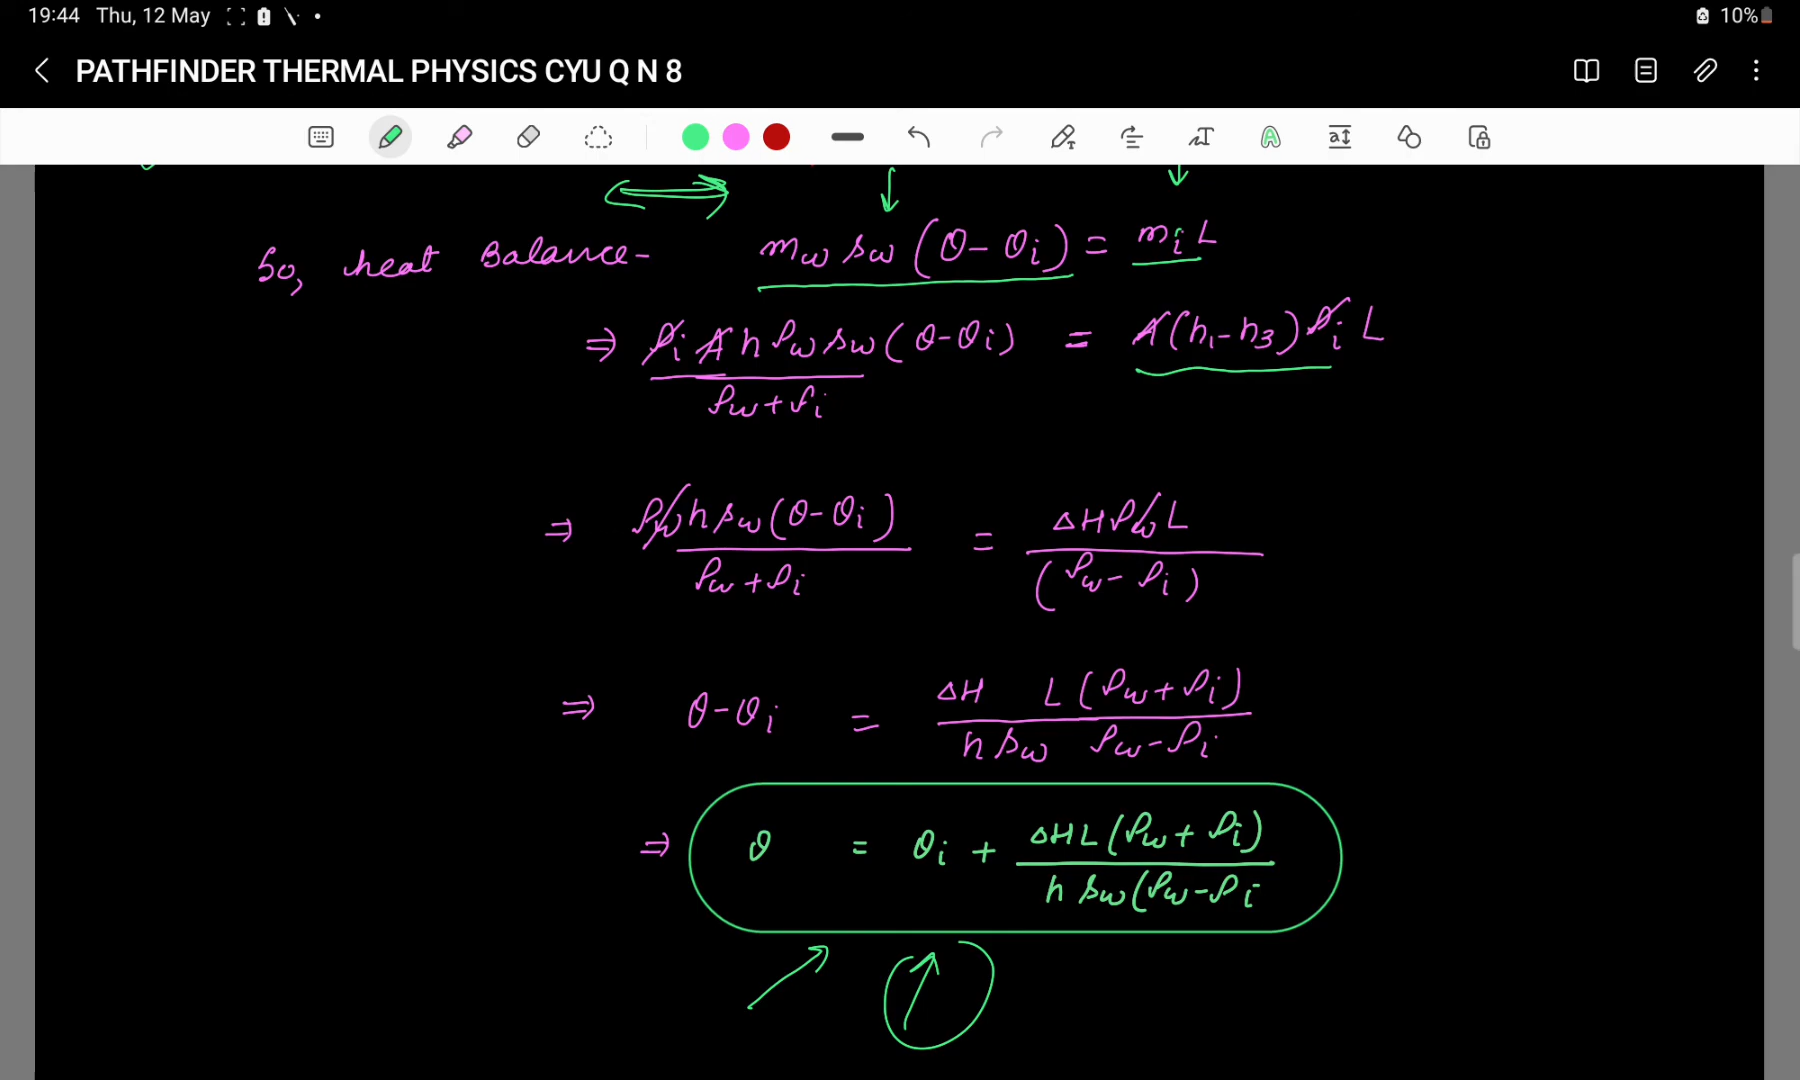 19:44 Thu, 12 May 10%
PATHFINDER THERMAL PHYSICS CYU Q N 8
So, heat Balance- m_w s_w (θ - θ_i) = m_i L
⇒ ρ_i A h ρ_w s_w (θ - θ_i) / ρ_w + ρ_i = A (h_1 - h_3) ρ_i L
⇒ ρ_w h s_w (θ - θ_i) / ρ_w + ρ_i = ΔH ρ_w L / (ρ_w - ρ_i)
⇒ θ - θ_i = ΔH L (ρ_w + ρ_i) / h s_w ρ_w - ρ_i
⇒ θ = θ_i + ΔH L (ρ_w + ρ_i) / h s_w (ρ_w - ρ_i